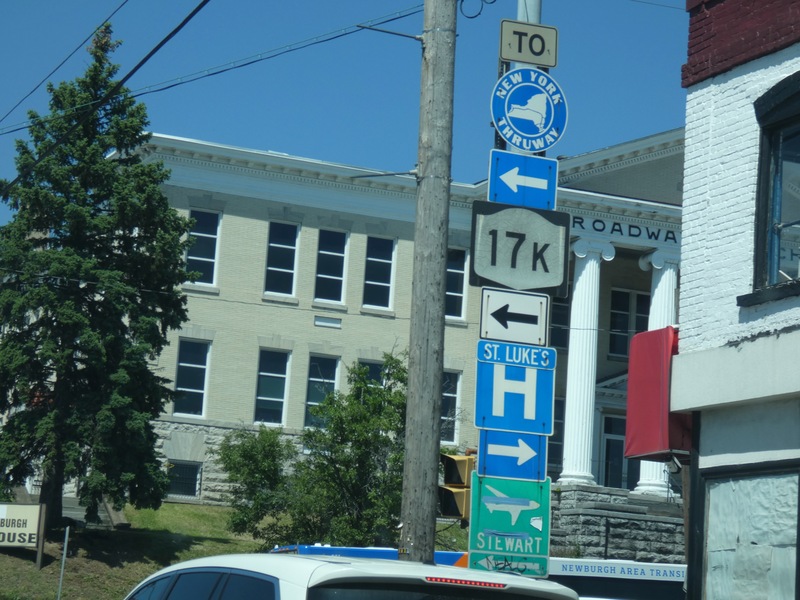 TO
NEW YORK
THRUWAY
ROADWA
17K
ST. LUKE'S
H
STEWART
BURGH
OUSE
NEWBURGH AREA TRANSI